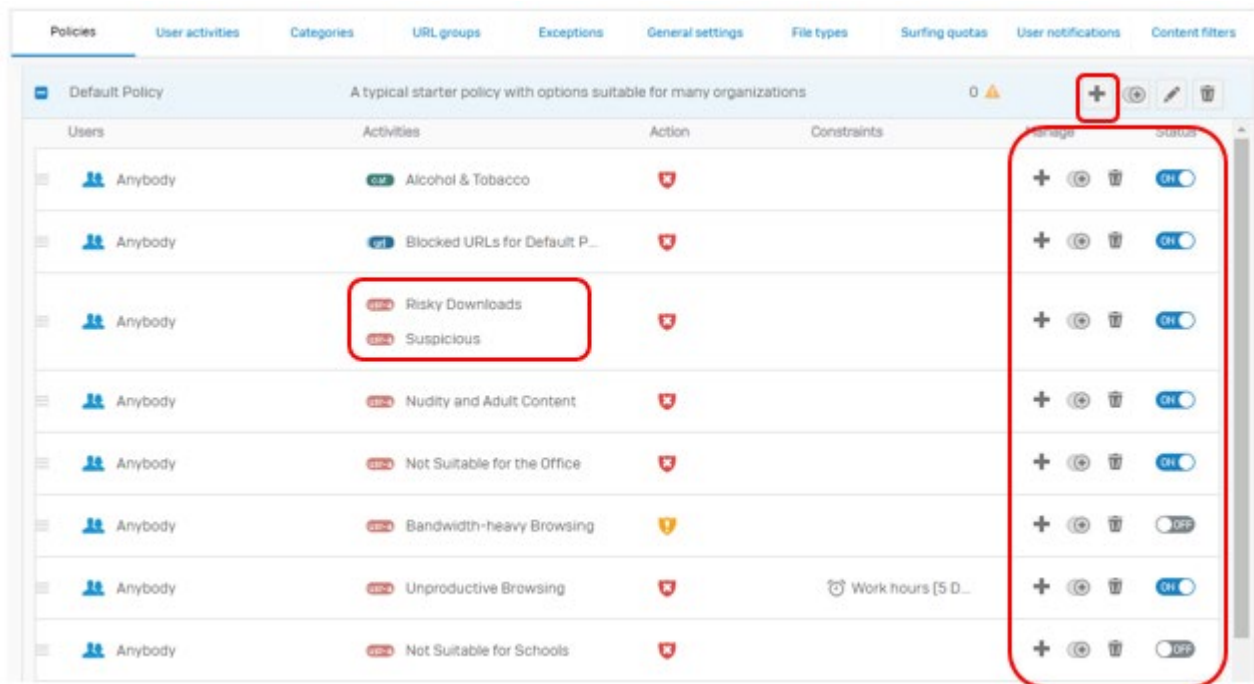 Policies User activities Categories URL groups Exceptions General settings File types Surfing quotas User notifications Content filters
Default Policy A typical starter policy with options suitable for many organizations 0
Users Activities Action Constraints Manage Status
Anybody cat Alcohol & Tobacco ON
Anybody url Blocked URLs for Default P... ON
Anybody Risky Downloads
Suspicious ON
Anybody Nudity and Adult Content ON
Anybody Not Suitable for the Office ON
Anybody Bandwidth-heavy Browsing OFF
Anybody Unproductive Browsing Work hours [5 D... ON
Anybody Not Suitable for Schools OFF